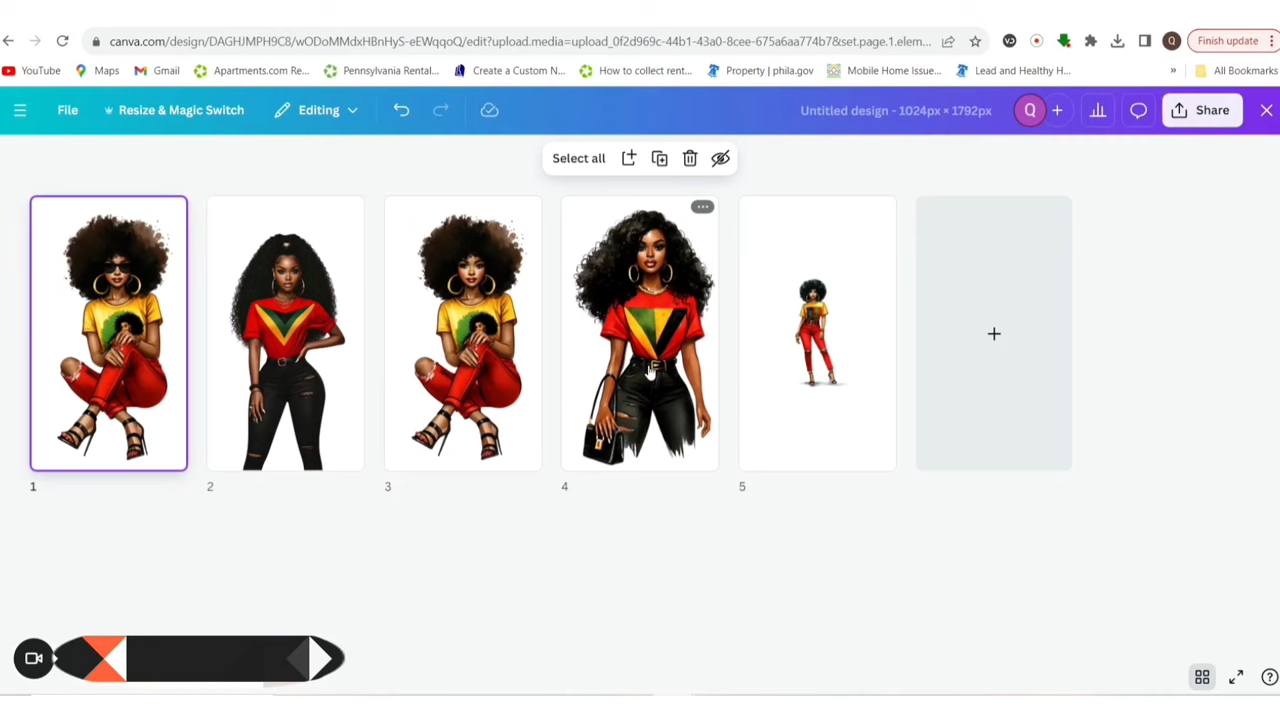 canva.com/design/DAGHJMPH9C8/wODoMMdxHBnHyS-eEWqqoQ/edit?upload.media=upload_0f2d969c-44b1-43a0-8cee-675a6aa774b7&set.page.1.elem...
Finish update
YouTube
Maps
Gmail
Apartments.com Re...
Pennsylvania Rental...
Create a Custom N...
How to collect rent...
Property | phila.gov
Mobile Home Issue...
Lead and Healthy H...
»
All Bookmarks
File
Resize & Magic Switch
Editing
Untitled design - 1024px × 1792px
Q
Share
Select all
1
2
3
4
5